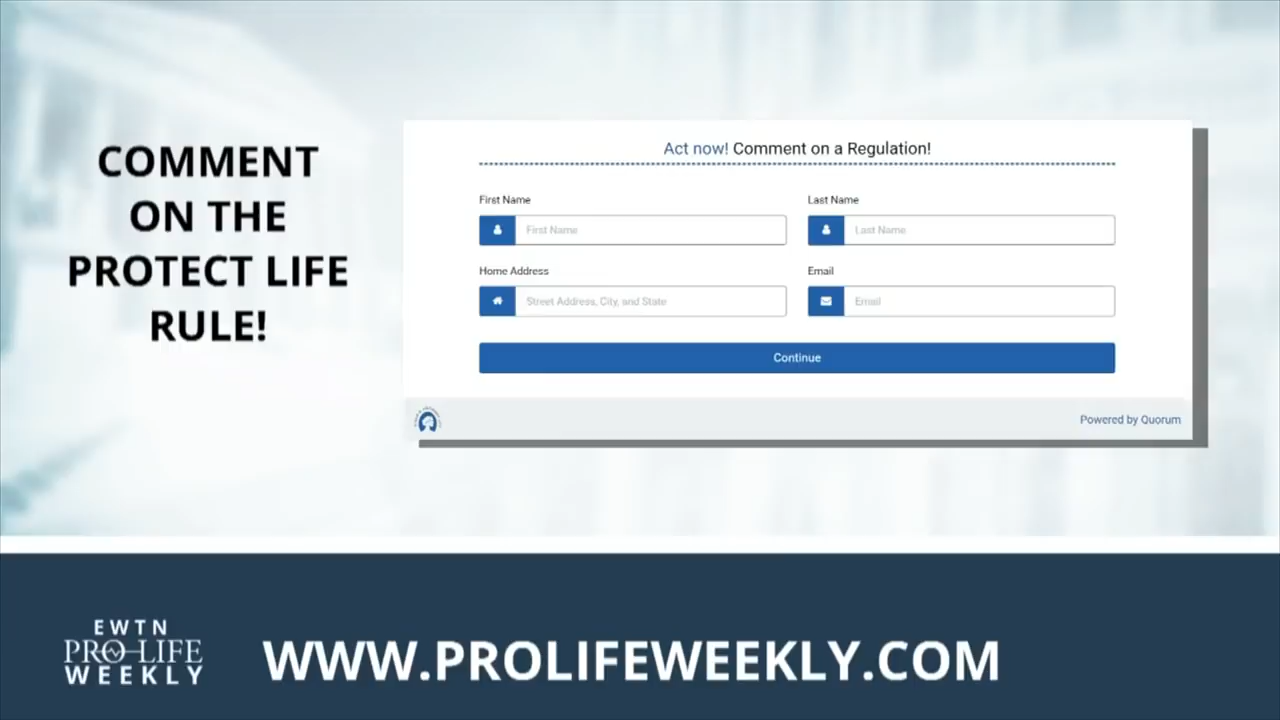 COMMENT
ON THE
PROTECT LIFE
RULE!
Act now! Comment on a Regulation!
First Name
Last Name
First Name
Last Name
Home Address
Email
Street Address, City, and State
Email
Continue
Powered by Quorum
EWTN
PRO-LIFE
WEEKLY
WWW.PROLIFEWEEKLY.COM